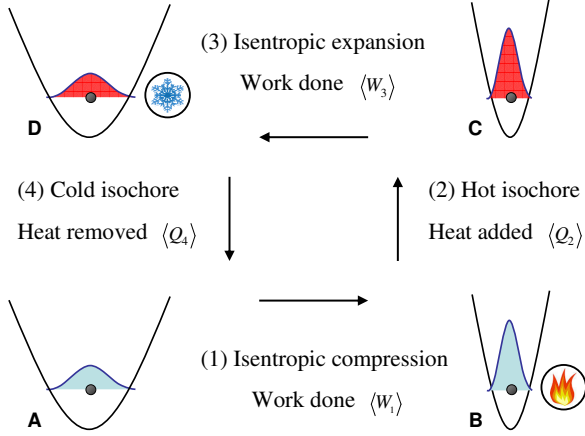 (3) Isentropic expansion
Work done ⟨W₃⟩
D
C
(4) Cold isochore
Heat removed ⟨Q₄⟩
(2) Hot isochore
Heat added ⟨Q₂⟩
(1) Isentropic compression
Work done ⟨W₁⟩
A
B